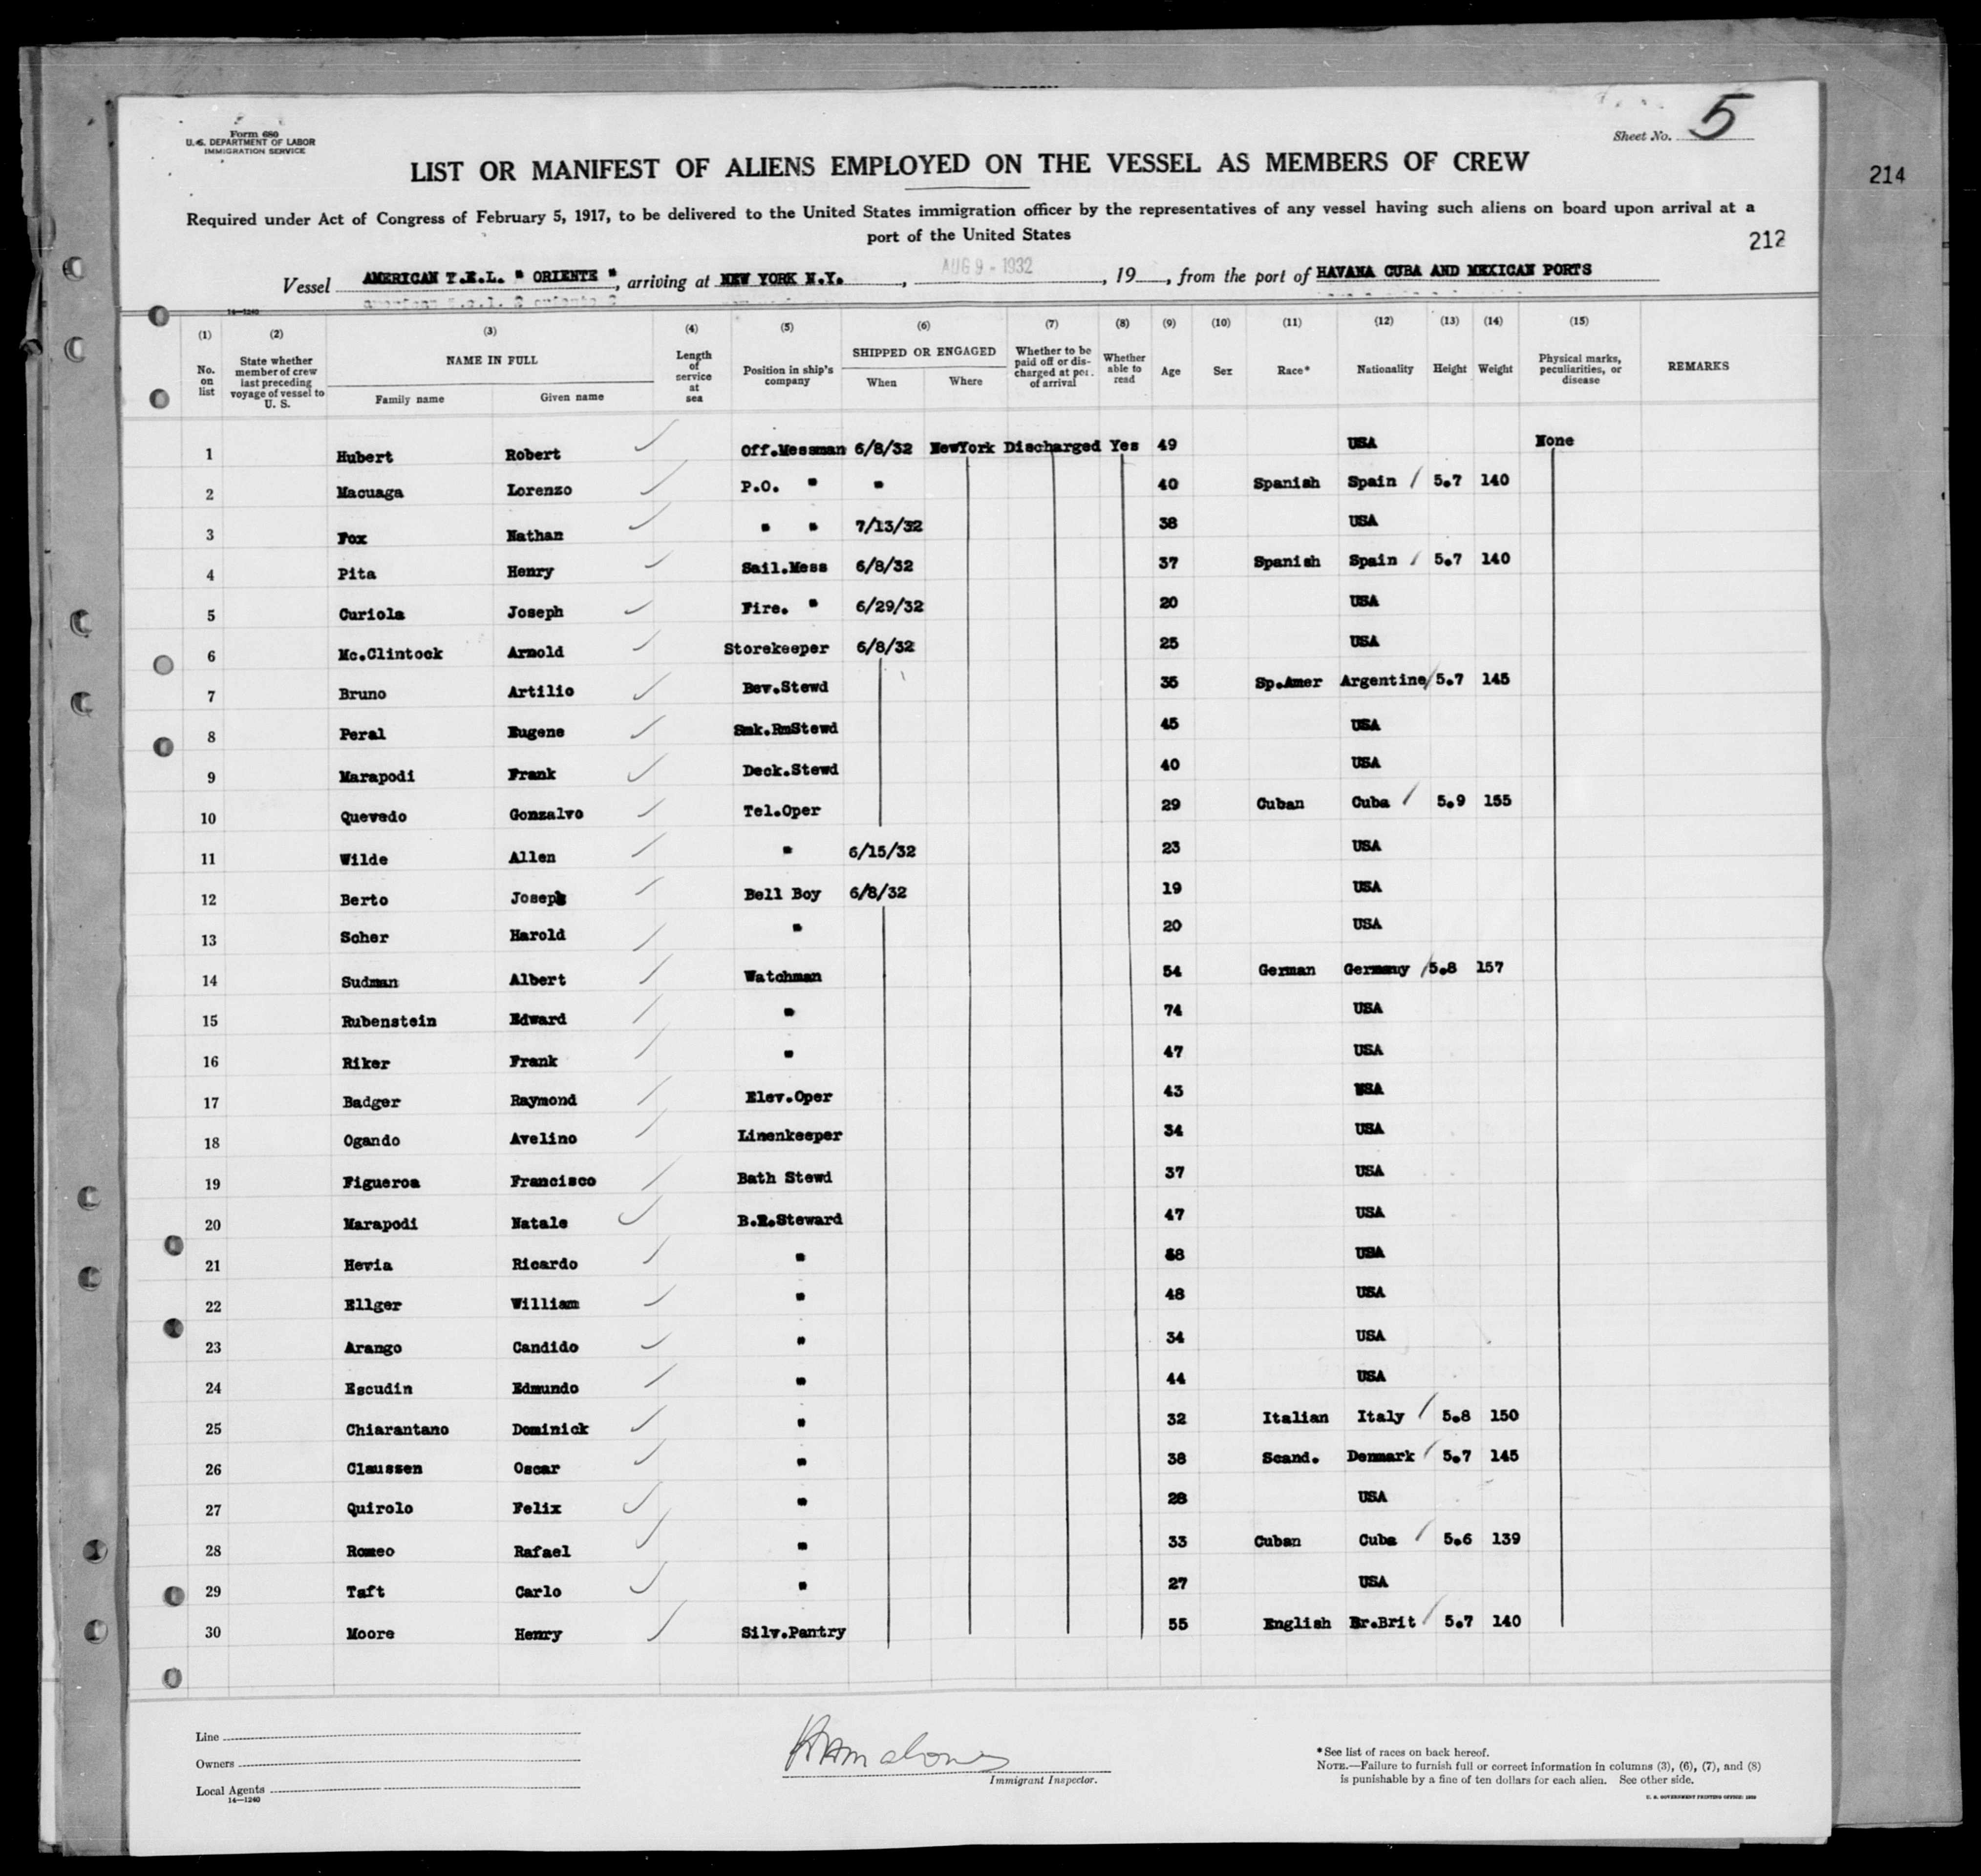 Form 680
U. S. DEPARTMENT OF LABOR
IMMIGRATION SERVICE
Sheet No. 5
214
LIST OR MANIFEST OF ALIENS EMPLOYED ON THE VESSEL AS MEMBERS OF CREW
Required under Act of Congress of February 5, 1917, to be delivered to the United States immigration officer by the representatives of any vessel having such aliens on board upon arrival at a
port of the United States
212
Vessel AMERICAN T.E.L. " ORIENTE ", arriving at NEW YORK N.Y., AUG 9 - 1932, 19, from the port of HAVANA CUBA AND MEXICAN PORTS
14—1240
(1) (2) (3) (4) (5) (6) (7) (8) (9) (10) (11) (12) (13) (14) (15)
No. on list
State whether member of crew last preceding voyage of vessel to U. S.
NAME IN FULL
Family name
Given name
Length of service at sea
Position in ship's company
SHIPPED OR ENGAGED
When
Where
Whether to be paid off or discharged at port of arrival
Whether able to read
Age
Sex
Race*
Nationality
Height
Weight
Physical marks, peculiarities, or disease
REMARKS
1 Hubert Robert Off.Messman 6/8/32 NewYork Discharged Yes 49 USA None
2 Macuaga Lorenzo P.O. " " 40 Spanish Spain 5.7 140
3 Fox Nathan " " 7/13/32 38 USA
4 Pita Henry Sail.Mess 6/8/32 37 Spanish Spain 5.7 140
5 Curiola Joseph Fire. " 6/29/32 20 USA
6 Mc.Clintock Arnold Storekeeper 6/8/32 25 USA
7 Bruno Artilio Bev.Stewd 35 Sp.Amer Argentine 5.7 145
8 Peral Eugene Smk.RmStewd 45 USA
9 Marapodi Frank Deck.Stewd 40 USA
10 Quevedo Gonzalvo Tel.Oper 29 Cuban Cuba 5.9 155
11 Wilde Allen " 6/15/32 23 USA
12 Berto Joseph Bell Boy 6/8/32 19 USA
13 Scher Harold " 20 USA
14 Sudman Albert Watchman 54 German Germany 5.8 157
15 Rubenstein Edward " 74 USA
16 Riker Frank " 47 USA
17 Badger Raymond Elev.Oper 43 USA
18 Ogando Avelino Linenkeeper 34 USA
19 Figueroa Francisco Bath Stewd 37 USA
20 Marapodi Natale B.R.Steward 47 USA
21 Hevia Ricardo " USA
22 Ellger William " 48 USA
23 Arango Candido " 34 USA
24 Escudin Edmundo " 44 USA
25 Chiarantano Dominick " 32 Italian Italy 5.8 150
26 Claussen Oscar " 38 Scand. Denmark 5.7 145
27 Quirolo Felix " 28 USA
28 Romeo Rafael " 33 Cuban Cuba 5.6 139
29 Taft Carlo " 27 USA
30 Moore Henry Silv.Pantry 55 English Br.Brit 5.7 140
Line
Owners
Local Agents
14—1240
Immigrant Inspector.
*See list of races on back hereof.
NOTE.—Failure to furnish full or correct information in columns (3), (6), (7), and (8)
is punishable by a fine of ten dollars for each alien. See other side.